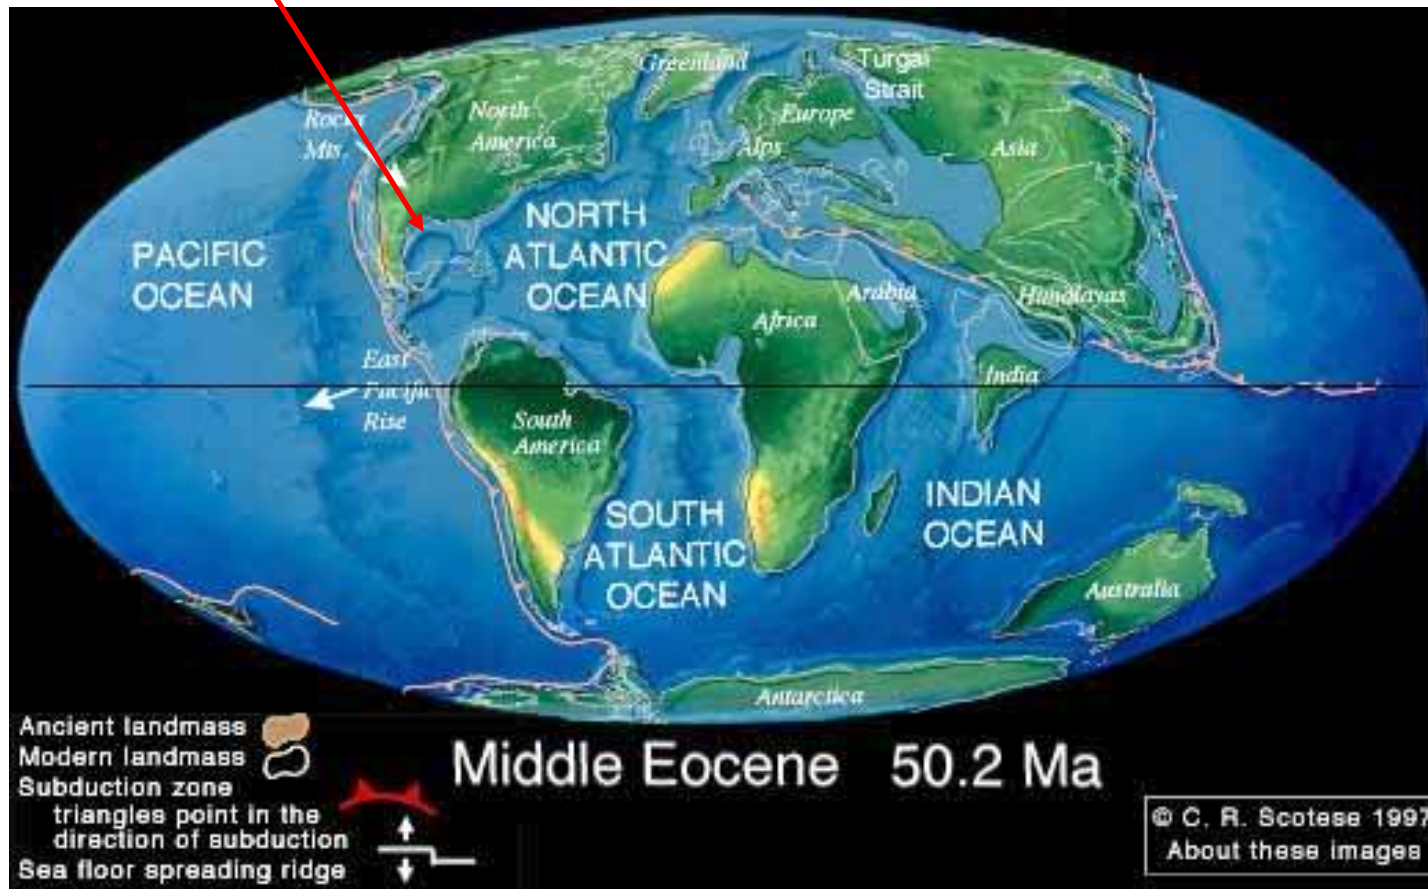 Greenland
Turgai
Strait
North
America
Europe
Rocky
Mts.
Alps
Asia
NORTH
ATLANTIC
OCEAN
PACIFIC
OCEAN
Arabia
Himalayas
Africa
East
Pacific
Rise
India
South
America
INDIAN
OCEAN
SOUTH
ATLANTIC
OCEAN
Australia
Antarctica
Ancient landmass
Modern landmass
Subduction zone
triangles point in the
direction of subduction
Sea floor spreading ridge
Middle Eocene 50.2 Ma
© C. R. Scotese 1997
About these images